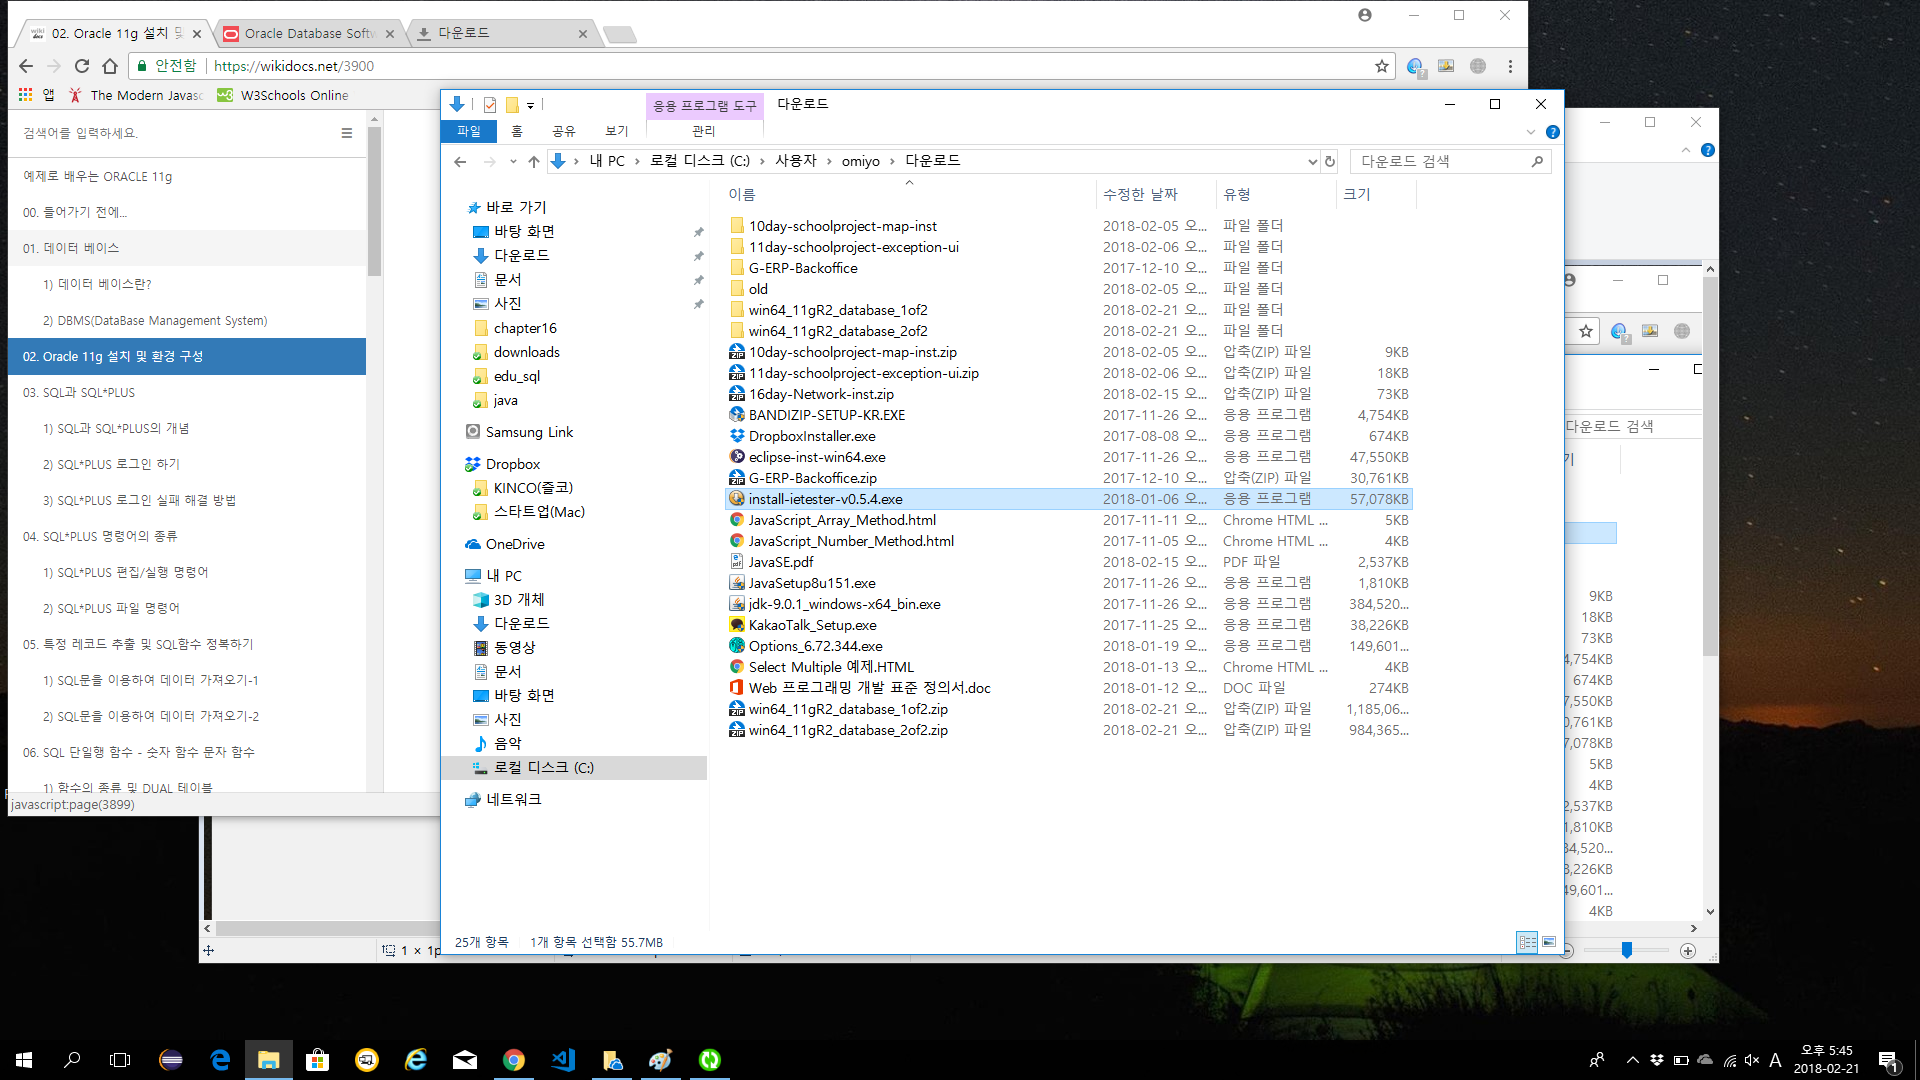 02. Oracle 11g 설치 및
Oracle Database Softw
다운로드
안전함 https://wikidocs.net/3900
앱
The Modern Javasc
W3Schools Online
검색어를 입력하세요.
예제로 배우는 ORACLE 11g
00. 들어가기 전에...
01. 데이터 베이스
1) 데이터 베이스란?
2) DBMS(DataBase Management System)
02. Oracle 11g 설치 및 환경 구성
03. SQL과 SQL*PLUS
1) SQL과 SQL*PLUS의 개념
2) SQL*PLUS 로그인 하기
3) SQL*PLUS 로그인 실패 해결 방법
04. SQL*PLUS 명령어의 종류
1) SQL*PLUS 편집/실행 명령어
2) SQL*PLUS 파일 명령어
05. 특정 레코드 추출 및 SQL함수 정복하기
1) SQL문을 이용하여 데이터 가져오기-1
2) SQL문을 이용하여 데이터 가져오기-2
06. SQL 단일행 함수 - 숫자 함수 문자 함수
1) 함수의 종류 및 DUAL 테이블
javascript:page(3899)
응용 프로그램 도구
다운로드
파일 홈 공유 보기 관리
내 PC 로컬 디스크 (C:) 사용자 omiyo 다운로드
다운로드 검색
바로 가기
바탕 화면
다운로드
문서
사진
chapter16
downloads
edu_sql
java
Samsung Link
Dropbox
KINCO(즐코)
스타트업(Mac)
OneDrive
내 PC
3D 개체
다운로드
동영상
문서
바탕 화면
사진
음악
로컬 디스크 (C:)
네트워크
이름 수정한 날짜 유형 크기
10day-schoolproject-map-inst 2018-02-05 오... 파일 폴더
11day-schoolproject-exception-ui 2018-02-06 오... 파일 폴더
G-ERP-Backoffice 2017-12-10 오... 파일 폴더
old 2018-02-05 오... 파일 폴더
win64_11gR2_database_1of2 2018-02-21 오... 파일 폴더
win64_11gR2_database_2of2 2018-02-21 오... 파일 폴더
10day-schoolproject-map-inst.zip 2018-02-05 오... 압축(ZIP) 파일 9KB
11day-schoolproject-exception-ui.zip 2018-02-06 오... 압축(ZIP) 파일 18KB
16day-Network-inst.zip 2018-02-15 오... 압축(ZIP) 파일 73KB
BANDIZIP-SETUP-KR.EXE 2017-11-26 오... 응용 프로그램 4,754KB
DropboxInstaller.exe 2017-08-08 오... 응용 프로그램 674KB
eclipse-inst-win64.exe 2017-11-26 오... 응용 프로그램 47,550KB
G-ERP-Backoffice.zip 2017-12-10 오... 압축(ZIP) 파일 30,761KB
install-ietester-v0.5.4.exe 2018-01-06 오... 응용 프로그램 57,078KB
JavaScript_Array_Method.html 2017-11-11 오... Chrome HTML ... 5KB
JavaScript_Number_Method.html 2017-11-05 오... Chrome HTML ... 4KB
JavaSE.pdf 2018-02-15 오... PDF 파일 2,537KB
JavaSetup8u151.exe 2017-11-26 오... 응용 프로그램 1,810KB
jdk-9.0.1_windows-x64_bin.exe 2017-11-26 오... 응용 프로그램 384,520...
KakaoTalk_Setup.exe 2017-11-25 오... 응용 프로그램 38,226KB
Options_6.72.344.exe 2018-01-19 오... 응용 프로그램 149,601...
Select Multiple 예제.HTML 2018-01-13 오... Chrome HTML ... 4KB
Web 프로그래밍 개발 표준 정의서.doc 2018-01-12 오... DOC 파일 274KB
win64_11gR2_database_1of2.zip 2018-02-21 오... 압축(ZIP) 파일 1,185,06...
win64_11gR2_database_2of2.zip 2018-02-21 오... 압축(ZIP) 파일 984,365...
25개 항목 1개 항목 선택함 55.7MB
다운로드 검색
9KB
18KB
73KB
4,754KB
674KB
7,550KB
0,761KB
7,078KB
5KB
4KB
2,537KB
1,810KB
84,520...
8,226KB
49,601...
4KB
1 × 1p
A
오후 5:45
2018-02-21
1